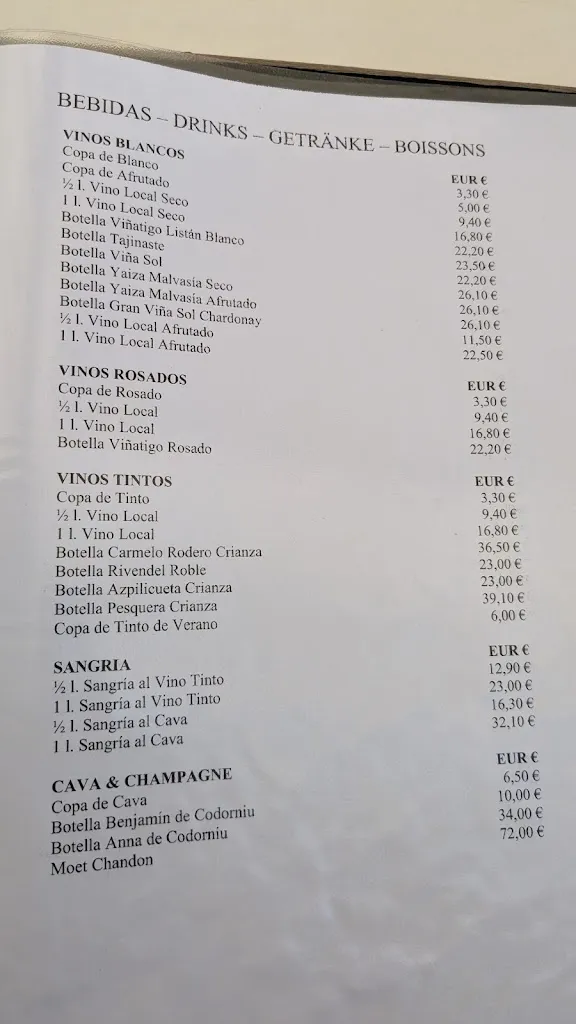 BEBIDAS – DRINKS – GETRÄNKE – BOISSONS
VINOS BLANCOS EUR €
Copa de Blanco 3,30 €
Copa de Afrutado 5,00 €
½ l. Vino Local Seco 9,40 €
1 l. Vino Local Seco 16,80 €
Botella Viñatigo Listán Blanco 22,20 €
Botella Tajinaste 23,50 €
Botella Viña Sol 22,20 €
Botella Yaiza Malvasía Seco 26,10 €
Botella Yaiza Malvasía Afrutado 26,10 €
Botella Gran Viña Sol Chardonay 26,10 €
½ l. Vino Local Afrutado 11,50 €
1 l. Vino Local Afrutado 22,50 €
VINOS ROSADOS EUR €
Copa de Rosado 3,30 €
½ l. Vino Local 9,40 €
1 l. Vino Local 16,80 €
Botella Viñatigo Rosado 22,20 €
VINOS TINTOS EUR €
Copa de Tinto 3,30 €
½ l. Vino Local 9,40 €
1 l. Vino Local 16,80 €
Botella Carmelo Rodero Crianza 36,50 €
Botella Rivendel Roble 23,00 €
Botella Azpilicueta Crianza 23,00 €
Botella Pesquera Crianza 39,10 €
Copa de Tinto de Verano 6,00 €
SANGRIA EUR €
½ l. Sangría al Vino Tinto 12,90 €
1 l. Sangría al Vino Tinto 23,00 €
½ l. Sangría al Cava 16,30 €
1 l. Sangría al Cava 32,10 €
CAVA & CHAMPAGNE EUR €
Copa de Cava 6,50 €
Botella Benjamín de Codorniu 10,00 €
Botella Anna de Codorniu 34,00 €
Moet Chandon 72,00 €